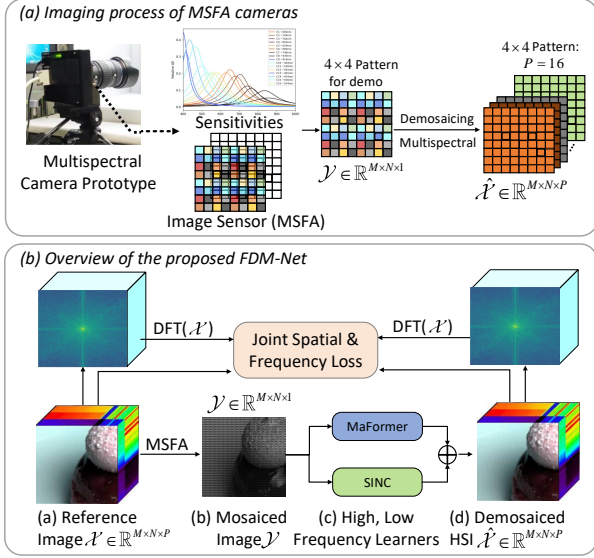 (a) Imaging process of MSFA cameras
Multispectral
Camera Prototype
Sensitivities
Image Sensor (MSFA)
4 × 4 Pattern
for demo
𝒴 ∈ ℝ^{M×N×1}
Demosaicing
Multispectral
4 × 4 Pattern:
P = 16
𝒳̂ ∈ ℝ^{M×N×P}
(b) Overview of the proposed FDM-Net
DFT(𝒳)
Joint Spatial &
Frequency Loss
DFT(𝒳)
𝒴 ∈ ℝ^{M×N×1}
MSFA
MaFormer
SINC
(a) Reference
Image 𝒳 ∈ ℝ^{M×N×P}
(b) Mosaiced
Image 𝒴
(c) High, Low
Frequency Learners
(d) Demosaiced
HSI 𝒳̂ ∈ ℝ^{M×N×P}